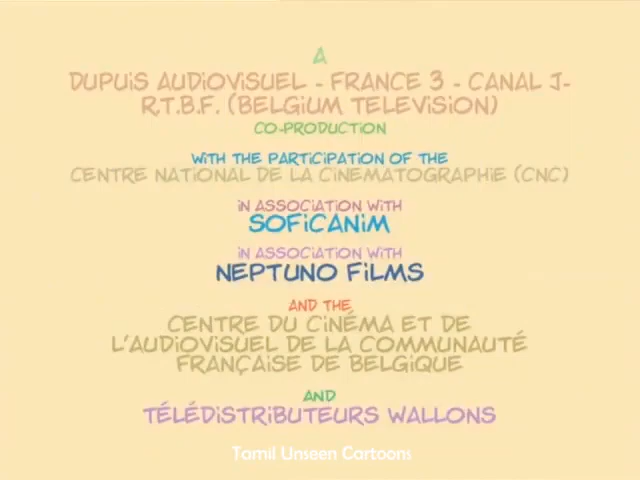 A
DUPUIS AUDIOVISUEL - FRANCE 3 - CANAL J-
R.T.B.F. (BELGIUM TELEVISION)
CO-PRODUCTION
WITH THE PARTICIPATION OF THE
CENTRE NATIONAL DE LA CINEMATOGRAPHIE (CNC)
IN ASSOCIATION WITH
SOFICANIM
IN ASSOCIATION WITH
NEPTUNO FILMS
AND THE
CENTRE DU CINÉMA ET DE
L'AUDIOVISUEL DE LA COMMUNAUTÉ
FRANÇAISE DE BELGIQUE
AND
TÉLÉDISTRIBUTEURS WALLONS
Tamil Unseen Cartoons